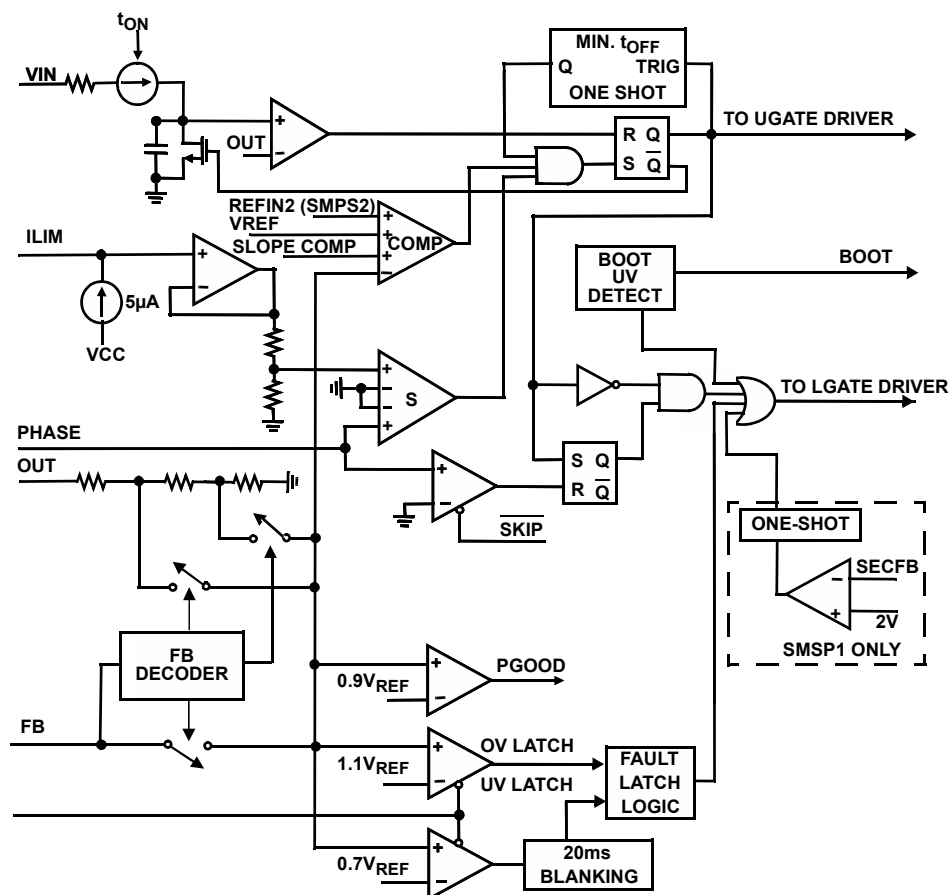 tON
MIN. tOFF
Q TRIG
ONE SHOT
VIN
+
OUT
−
R Q
S Q
TO UGATE DRIVER
REFIN2 (SMPS2)
VREF
SLOPE COMP
+
+
+
−
COMP
ILIM
+
−
5µA
VCC
BOOT
UV
DETECT
BOOT
+
−
−
+
S
TO LGATE DRIVER
PHASE
OUT
+
−
SKIP
S Q
R Q
ONE-SHOT
−
SECFB
+
2V
SMSP1 ONLY
FB
DECODER
+
0.9VREF
−
PGOOD
FB
+
1.1VREF
−
OV LATCH
UV LATCH
FAULT
LATCH
LOGIC
+
0.7VREF
−
20ms
BLANKING